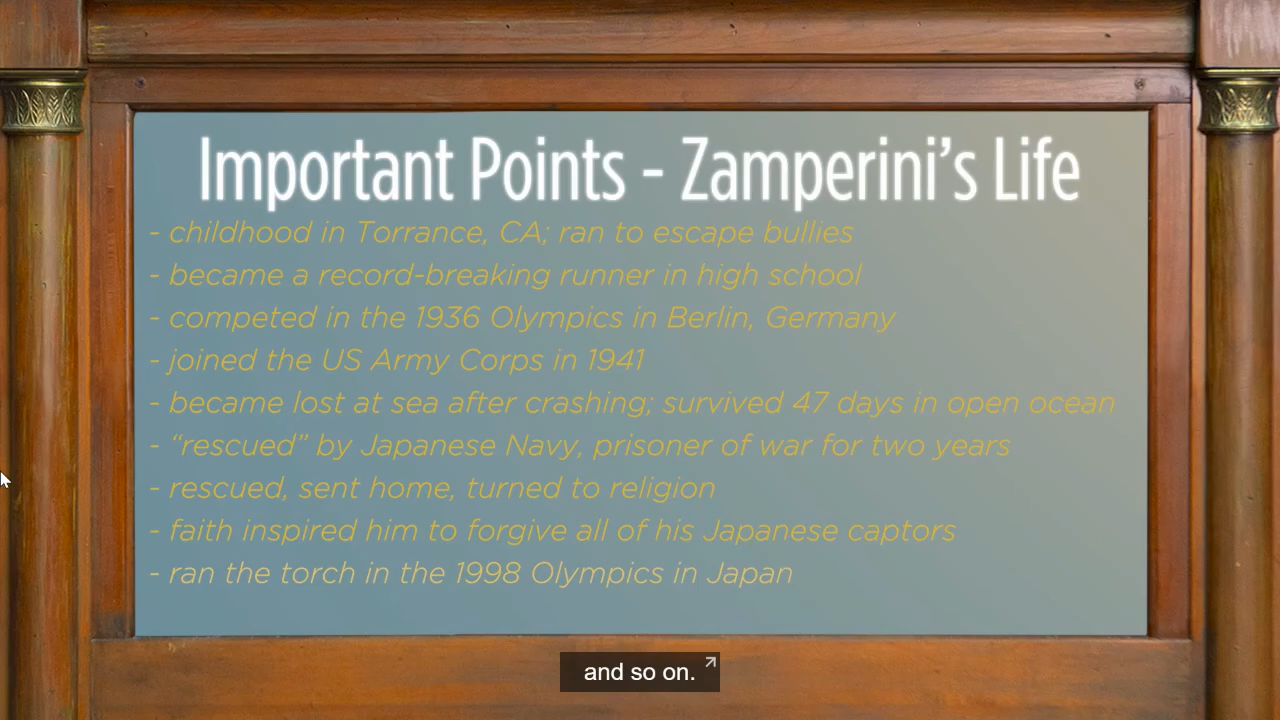 Important Points - Zamperini’s Life
- childhood in Torrance, CA; ran to escape bullies
- became a record-breaking runner in high school
- competed in the 1936 Olympics in Berlin, Germany
- joined the US Army Corps in 1941
- became lost at sea after crashing; survived 47 days in open ocean
- “rescued” by Japanese Navy, prisoner of war for two years
- rescued, sent home, turned to religion
- faith inspired him to forgive all of his Japanese captors
- ran the torch in the 1998 Olympics in Japan
and so on.